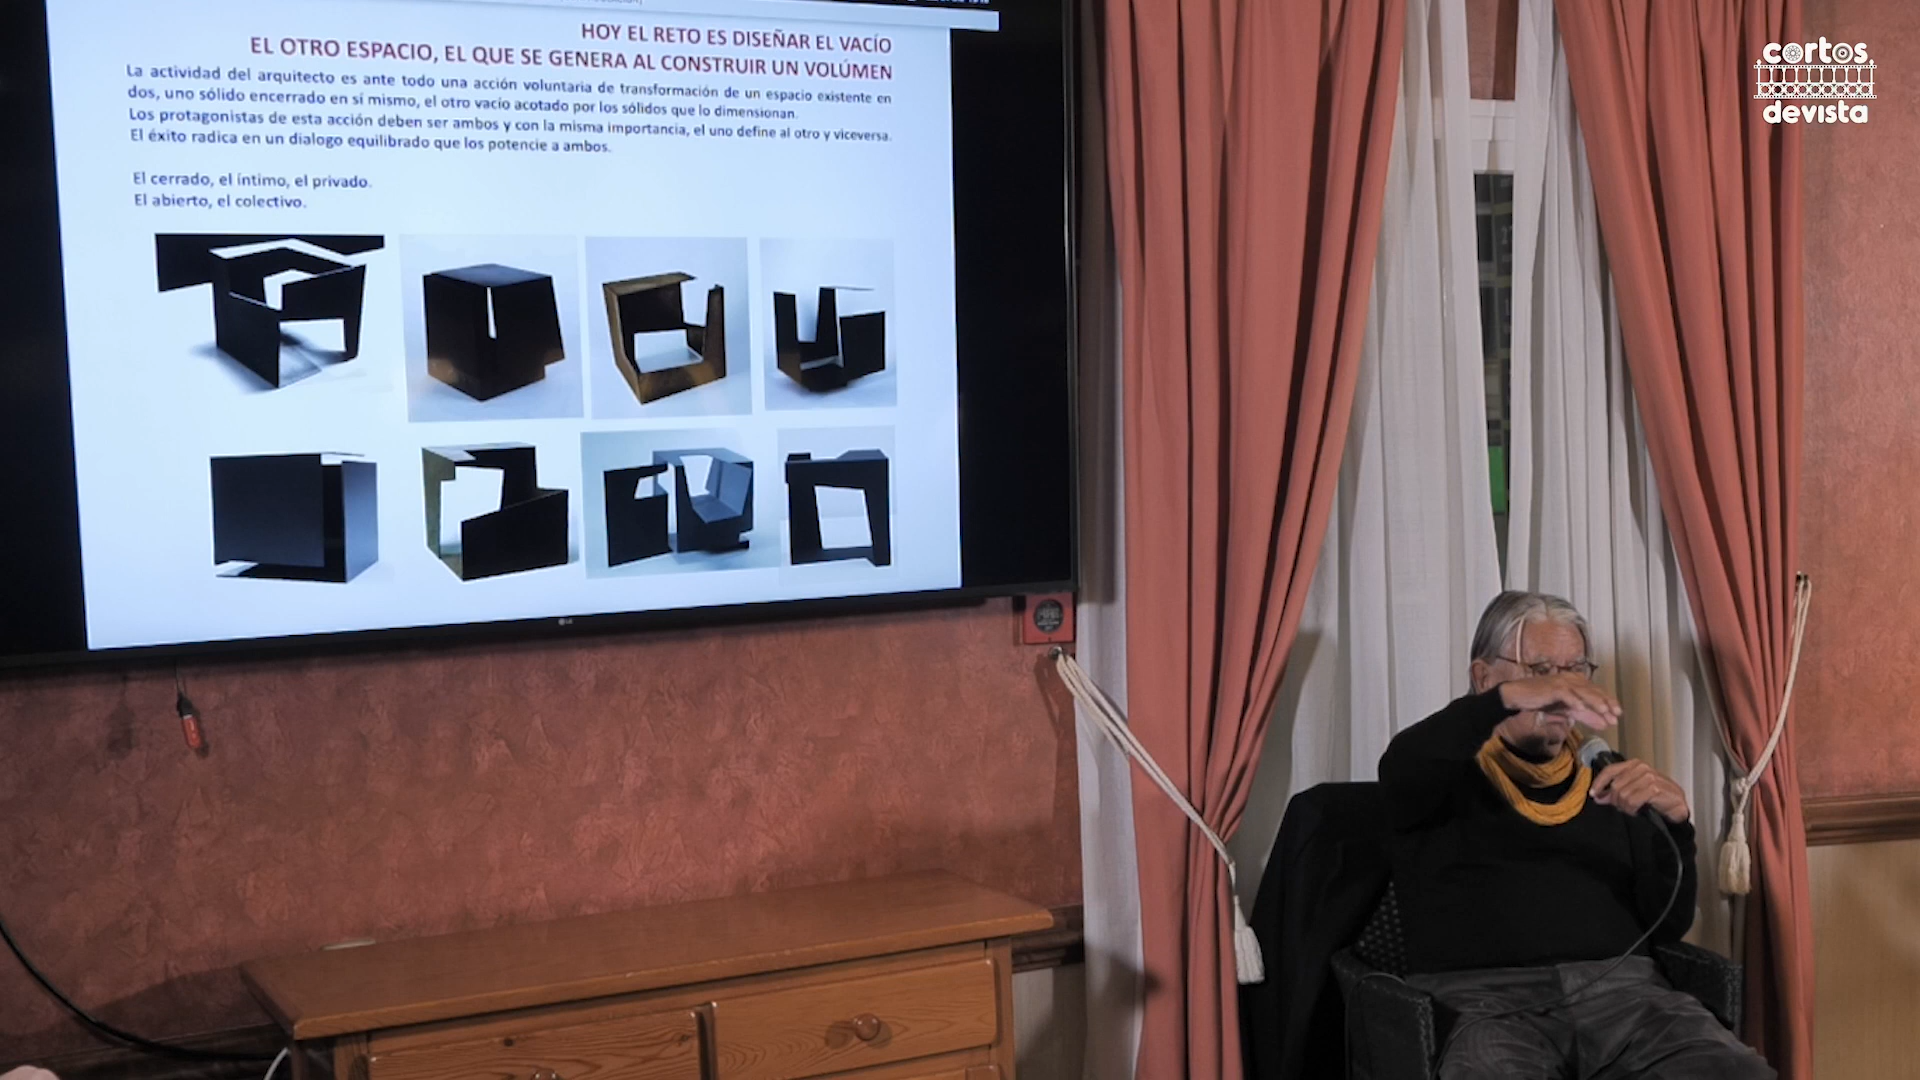 HOY EL RETO ES DISEÑAR EL VACÍO
EL OTRO ESPACIO, EL QUE SE GENERA AL CONSTRUIR UN VOLÚMEN
La actividad del arquitecto es ante todo una acción voluntaria de transformación de un espacio existente en
dos, uno sólido encerrado en sí mismo, el otro vacío acotado por los sólidos que lo dimensionan.
Los protagonistas de esta acción deben ser ambos y con la misma importancia, el uno define al otro y viceversa.
El éxito radica en un dialogo equilibrado que los potencie a ambos.
El cerrado, el íntimo, el privado.
El abierto, el colectivo.
cortos
devista
LG